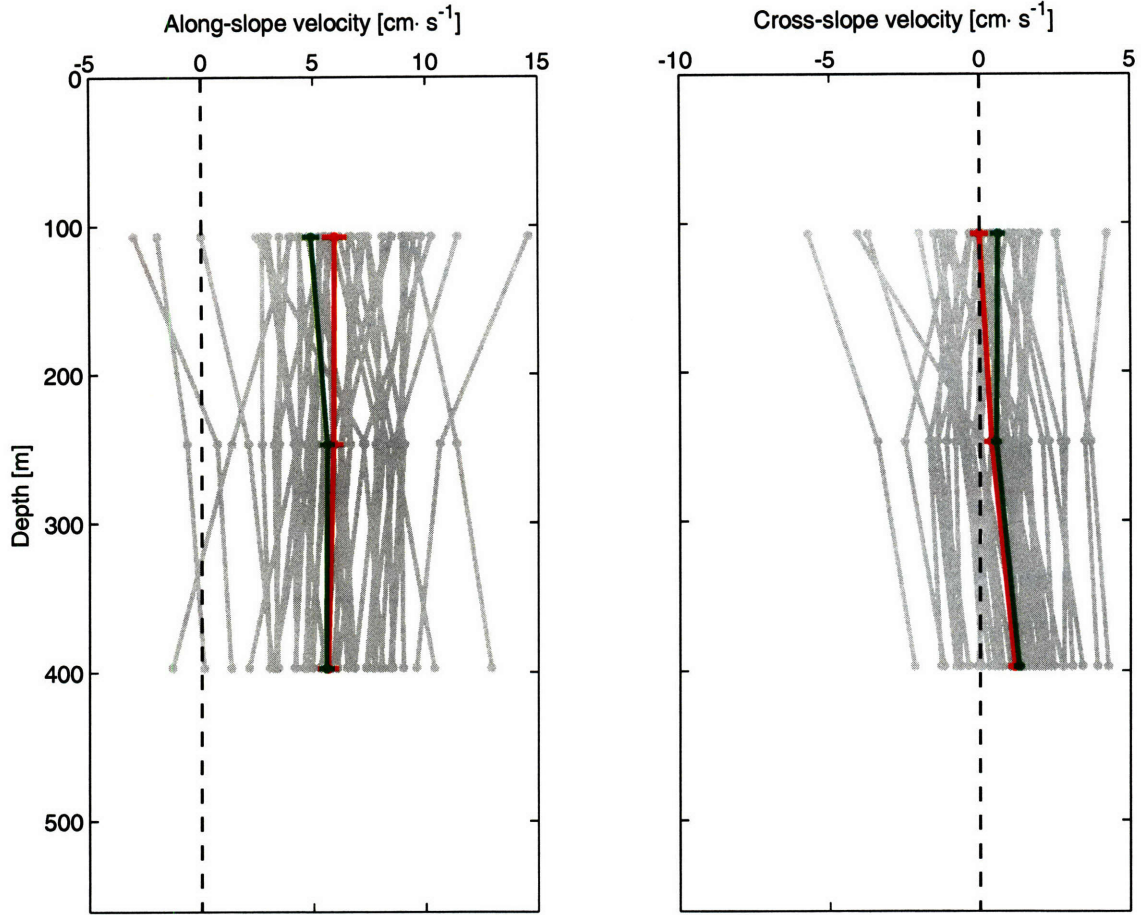 Along-slope velocity [cm· s⁻¹]
-5 0 5 10 15
0
100
200
300
400
500
Depth [m]
Cross-slope velocity [cm· s⁻¹]
-10 -5 0 5